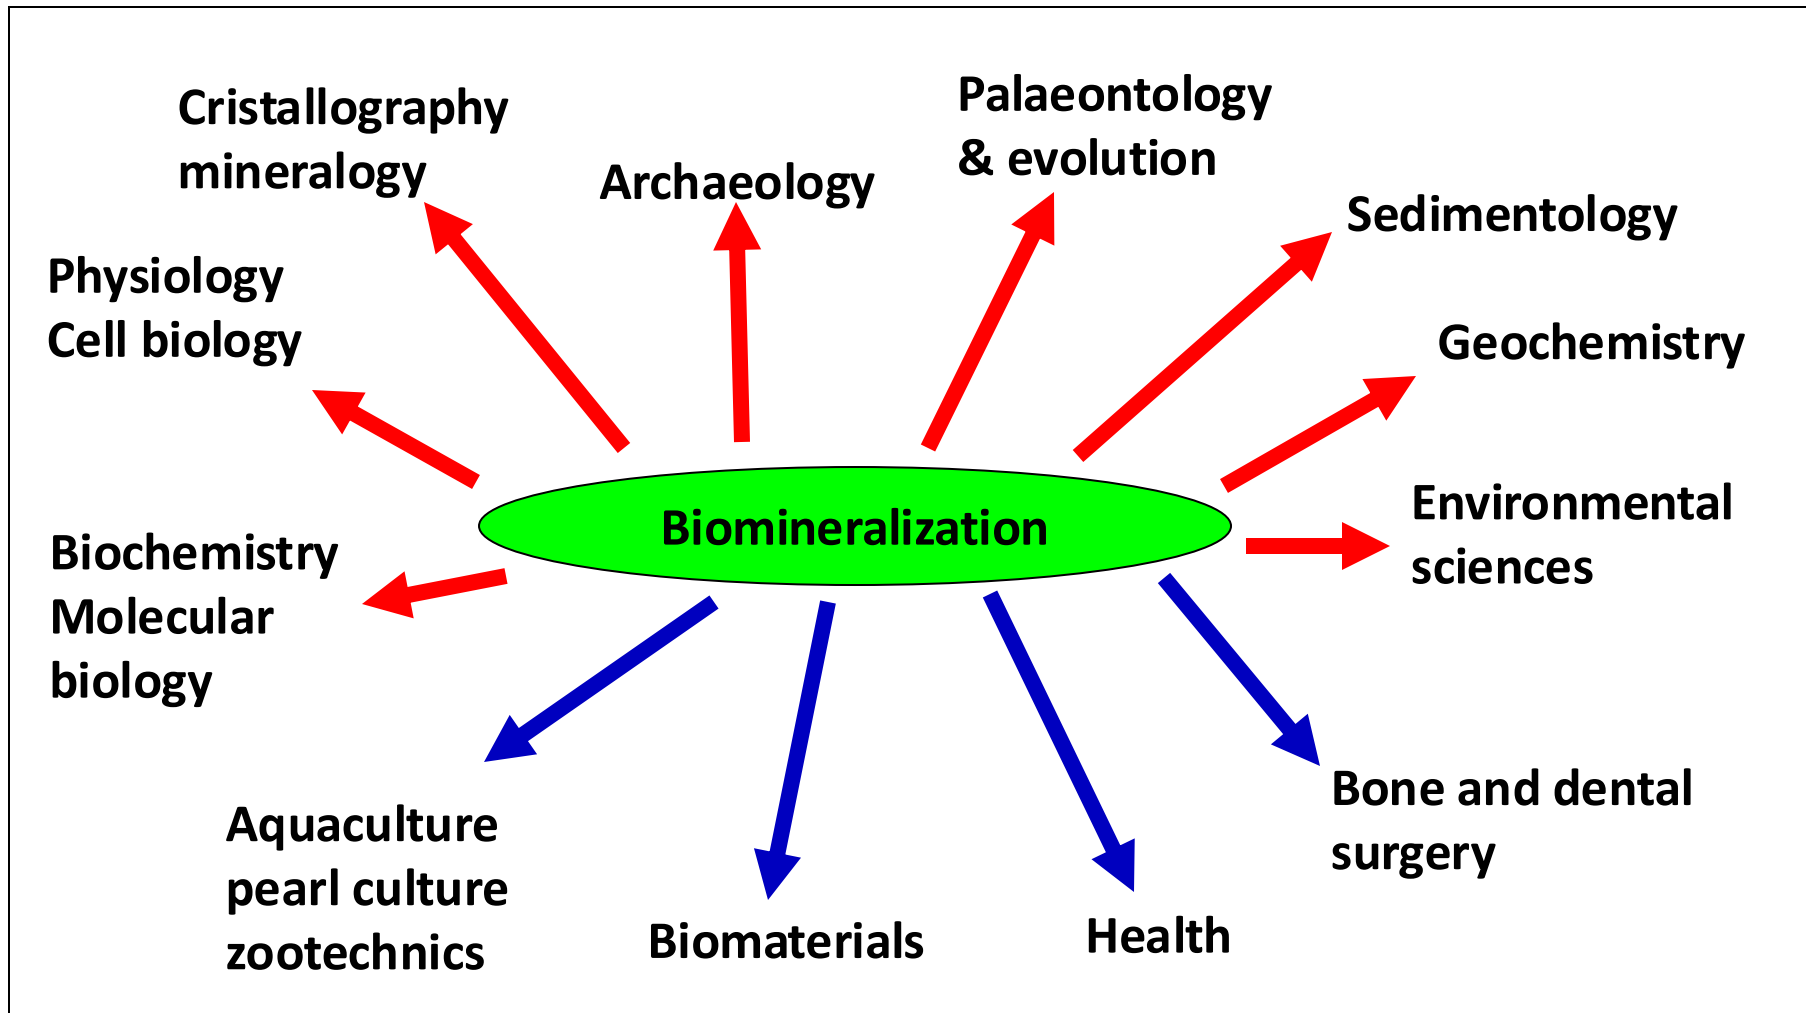 Cristallography
mineralogy
Archaeology
Palaeontology
& evolution
Sedimentology
Physiology
Cell biology
Geochemistry
Biomineralization
Environmental
sciences
Biochemistry
Molecular
biology
Aquaculture
pearl culture
zootechnics
Biomaterials
Health
Bone and dental
surgery